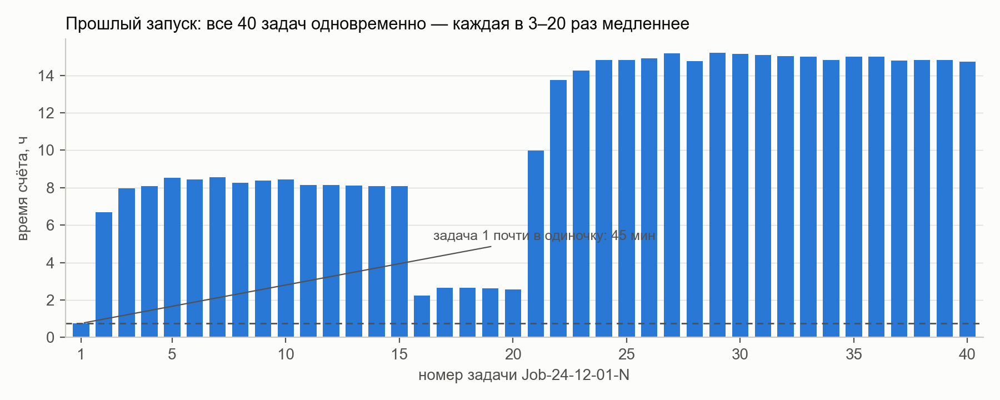 Прошлый запуск: все 40 задач одновременно — каждая в 3–20 раз медленнее
время счёта, ч
14
12
10
8
6
4
2
0
задача 1 почти в одиночку: 45 мин
1 5 10 15 20 25 30 35 40
номер задачи Job-24-12-01-N